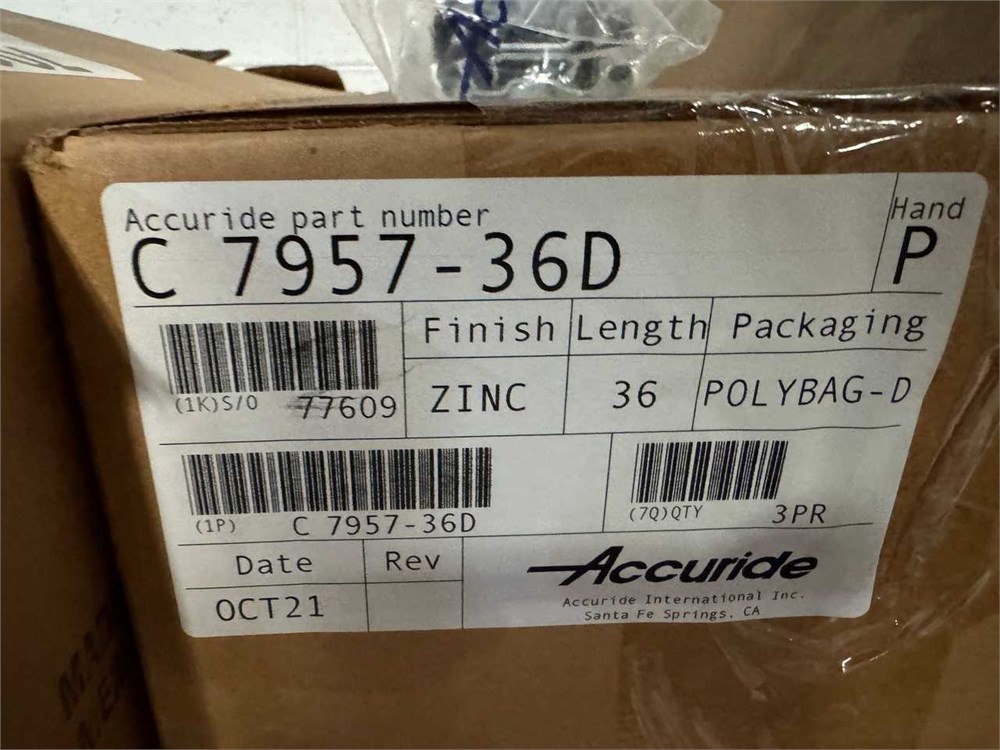 Accuride part number
Hand
C 7957-36D
P
Finish
Length
Packaging
(1K)S/O 77609
ZINC
36
POLYBAG-D
(1P) C 7957-36D
(7Q)QTY 3PR
Date
Rev
OCT21
Accuride
Accuride International Inc.
Santa Fe Springs, CA